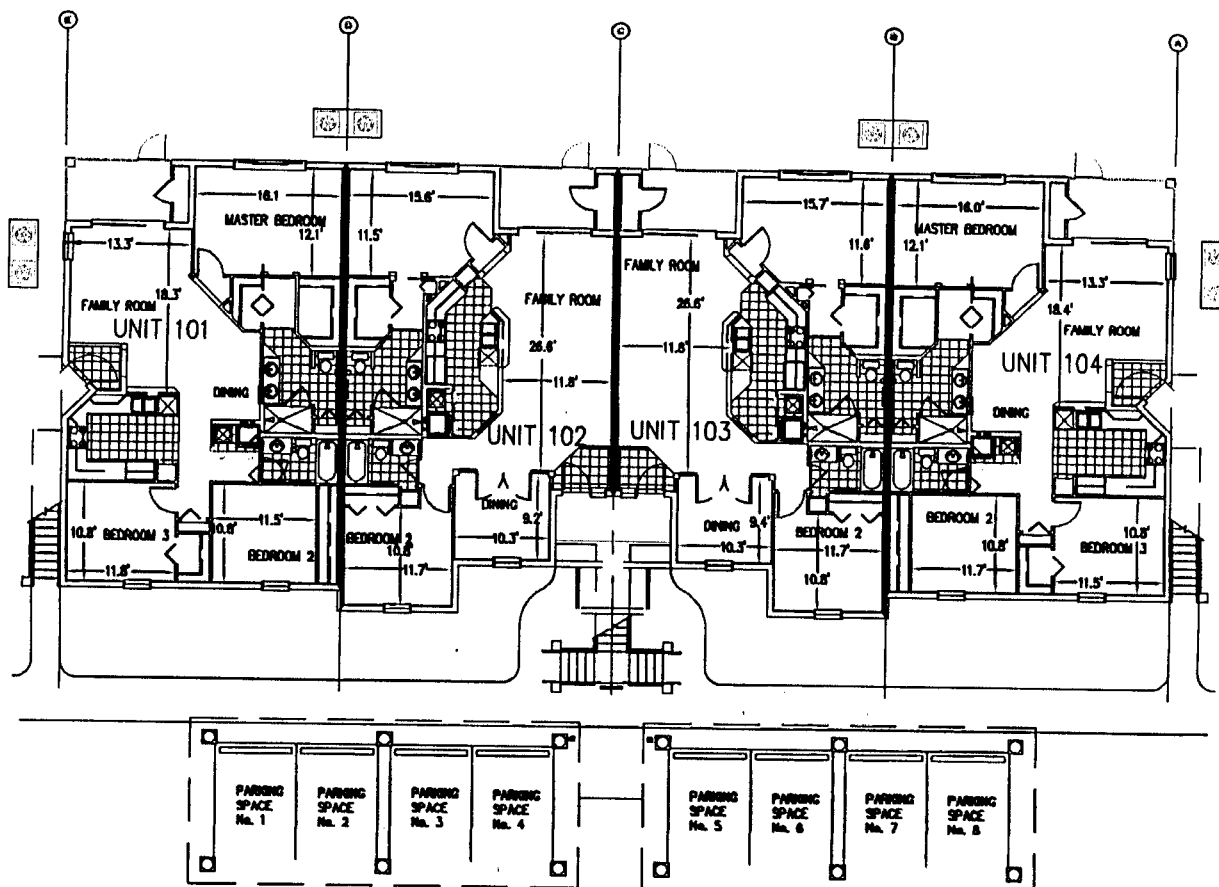 E
D
C
B
A
16.1
MASTER BEDROOM
12.1'
15.6'
11.5'
15.7'
11.6'
16.0'
MASTER BEDROOM
12.1'
13.3'
18.3'
FAMILY ROOM
UNIT 101
FAMILY ROOM
26.6'
11.8'
FAMILY ROOM
26.6'
11.8'
13.3'
18.4'
FAMILY ROOM
UNIT 104
DINING
DINING
UNIT 102
UNIT 103
10.8'
BEDROOM 3
11.8'
11.5'
10.8'
BEDROOM 2
BEDROOM 2
10.8'
11.7'
DINING
9.2'
10.3'
DINING
9.4'
10.3'
BEDROOM 2
11.7'
10.8'
BEDROOM 2
10.8'
11.7'
10.8'
BEDROOM 3
11.5'
PARKING
SPACE
No. 1
PARKING
SPACE
No. 2
PARKING
SPACE
No. 3
PARKING
SPACE
No. 4
PARKING
SPACE
No. 5
PARKING
SPACE
No. 6
PARKING
SPACE
No. 7
PARKING
SPACE
No. 8